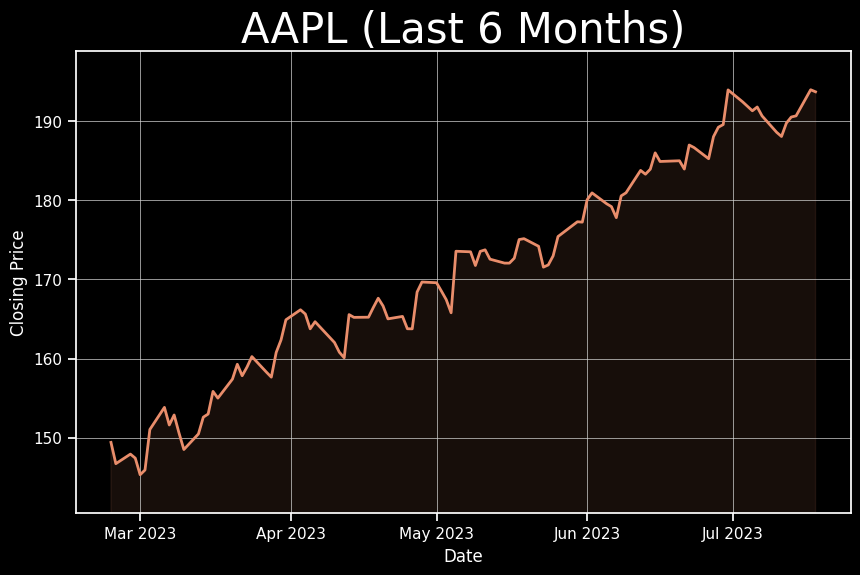 AAPL (Last 6 Months)
Closing Price
190
180
170
160
150
Mar 2023 Apr 2023 May 2023 Jun 2023 Jul 2023
Date